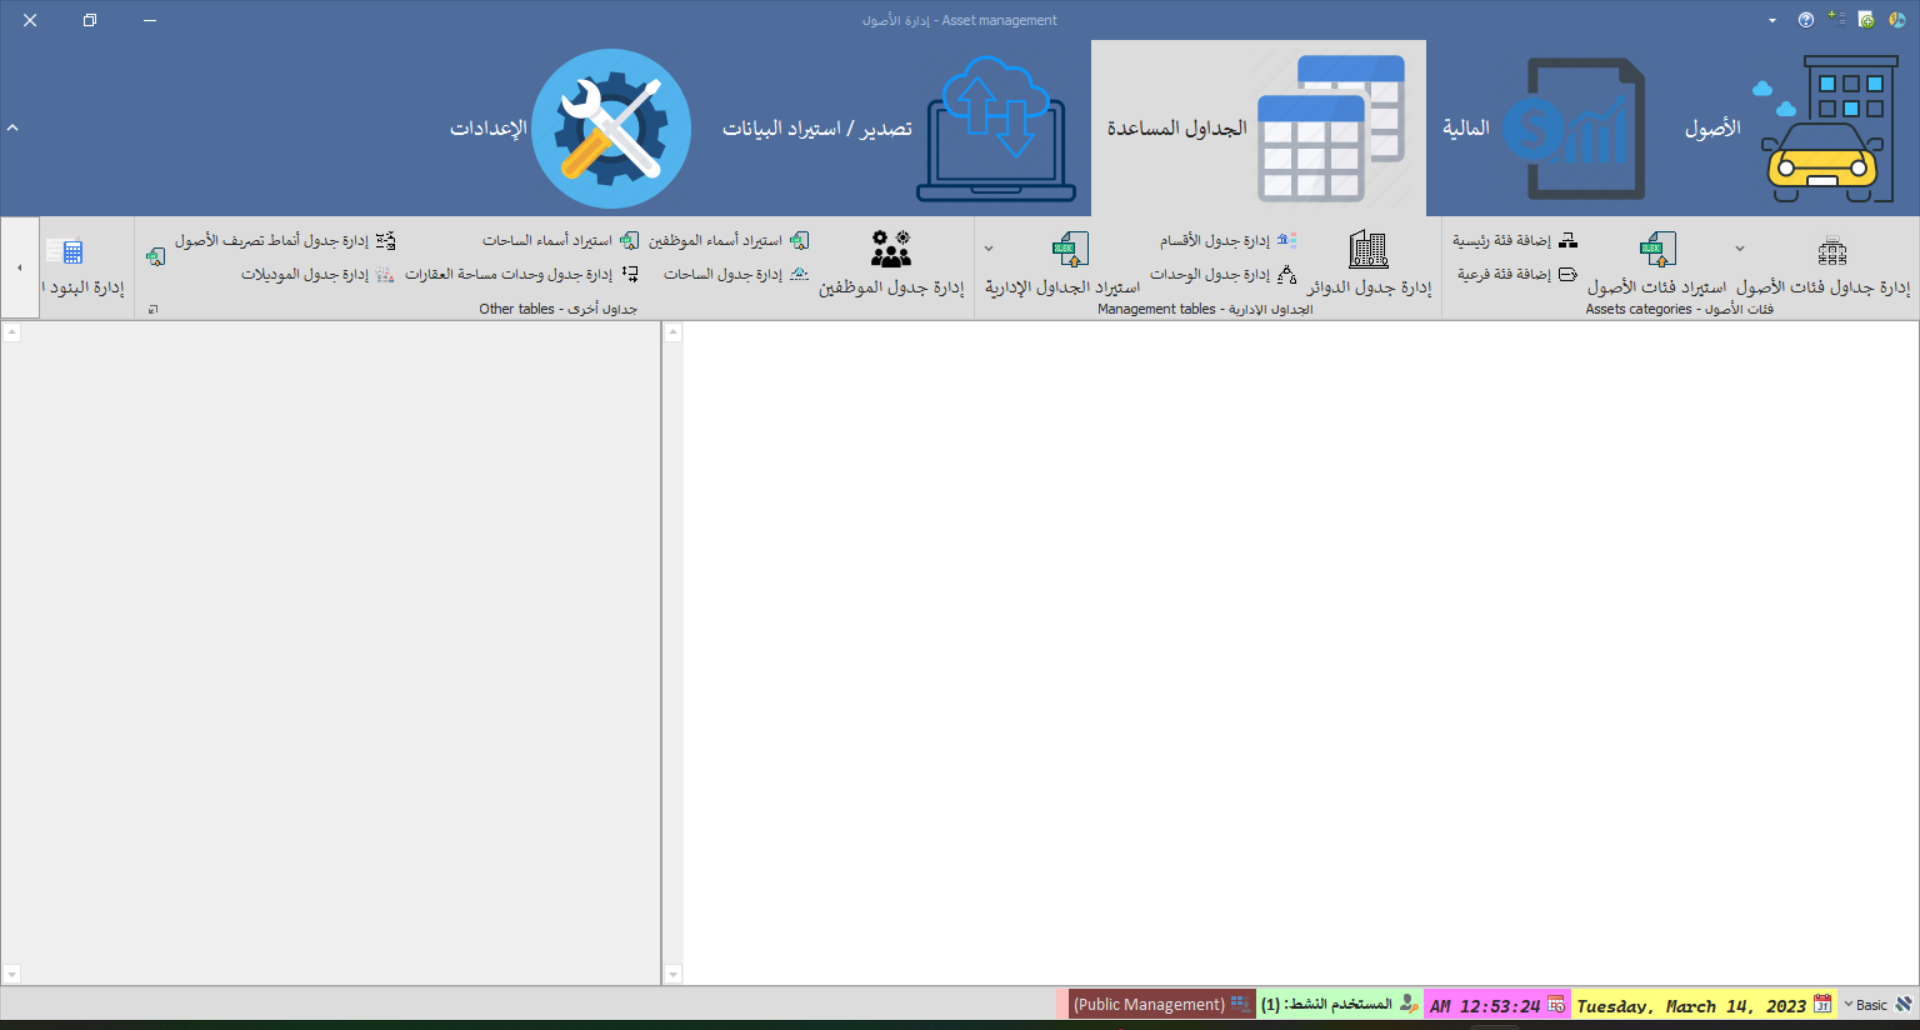 إدارة الأصول - Asset management
الأصول
المالية
الجداول المساعدة
تصدير / استيراد البيانات
الإعدادات
إدارة جداول فئات الأصول
استيراد فئات الأصول
إضافة فئة رئيسية
إضافة فئة فرعية
فئات الأصول - Assets categories
إدارة جدول الدوائر
إدارة جدول الأقسام
إدارة جدول الوحدات
استيراد الجداول الإدارية
الجداول الإدارية - Management tables
إدارة جدول الموظفين
استيراد أسماء الموظفين
إدارة جدول الساحات
استيراد أسماء الساحات
إدارة جدول وحدات مساحة العقارات
إدارة جدول أنماط تصريف الأصول
إدارة جدول الموديلات
جداول أخرى - Other tables
إدارة البنود ا
Basic
Tuesday, March 14, 2023
AM 12:53:24
المستخدم النشط: (1)
(Public Management)